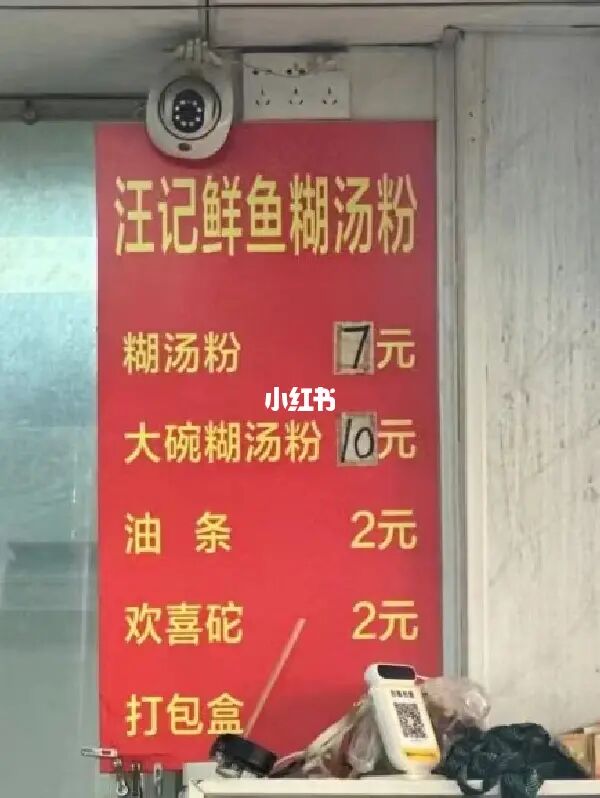 汪记鲜鱼糊汤粉
糊汤粉 7元
小红书
大碗糊汤粉 10元
油条 2元
欢喜砣 2元
打包盒